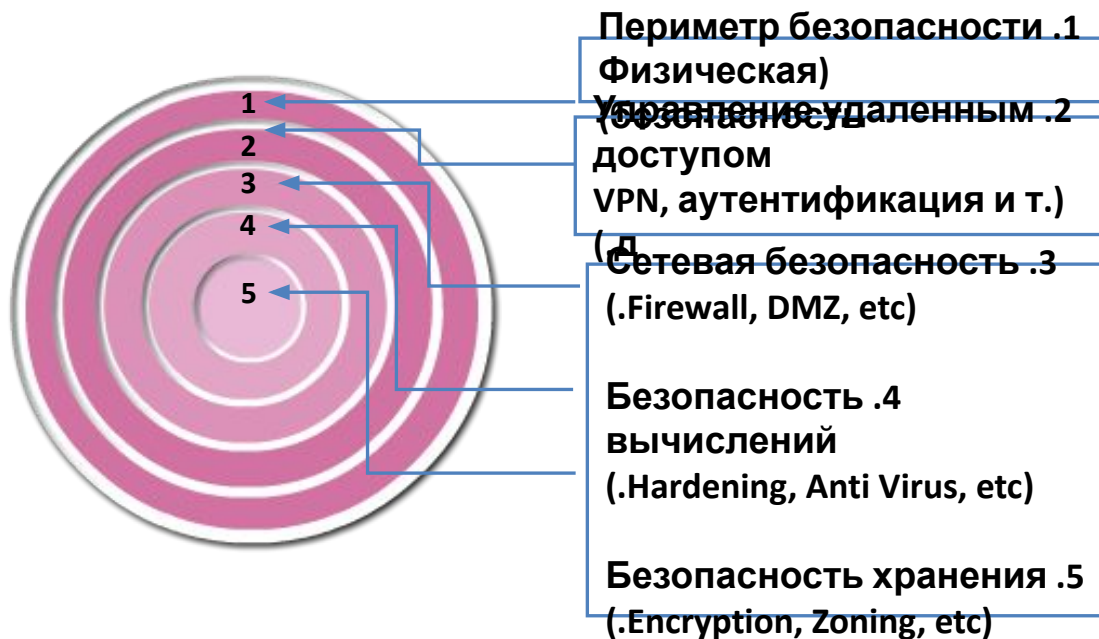 1
2
3
4
5
Периметр безопасности .1
Физическая)
(безопасность
Управление удаленным .2
доступом
VPN, аутентификация и т.)
(.д
Сетевая безопасность .3
(.Firewall, DMZ, etc)
Безопасность .4
вычислений
(.Hardening, Anti Virus, etc)
Безопасность хранения .5
(.Encryption, Zoning, etc)